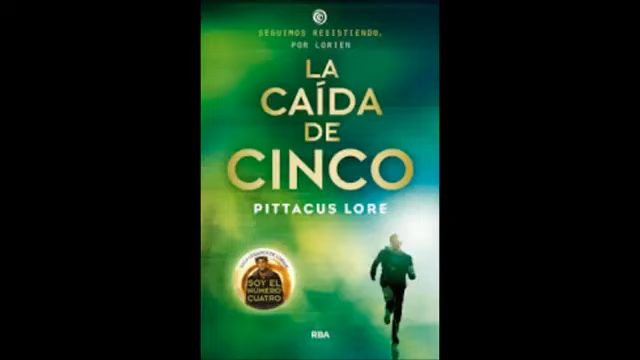 SEGUIMOS RESISTIENDO,
POR LORIEN
LA
CAÍDA
DE
CINCO
PITTACUS LORE
SOY EL
NÚMERO
CUATRO
RBA